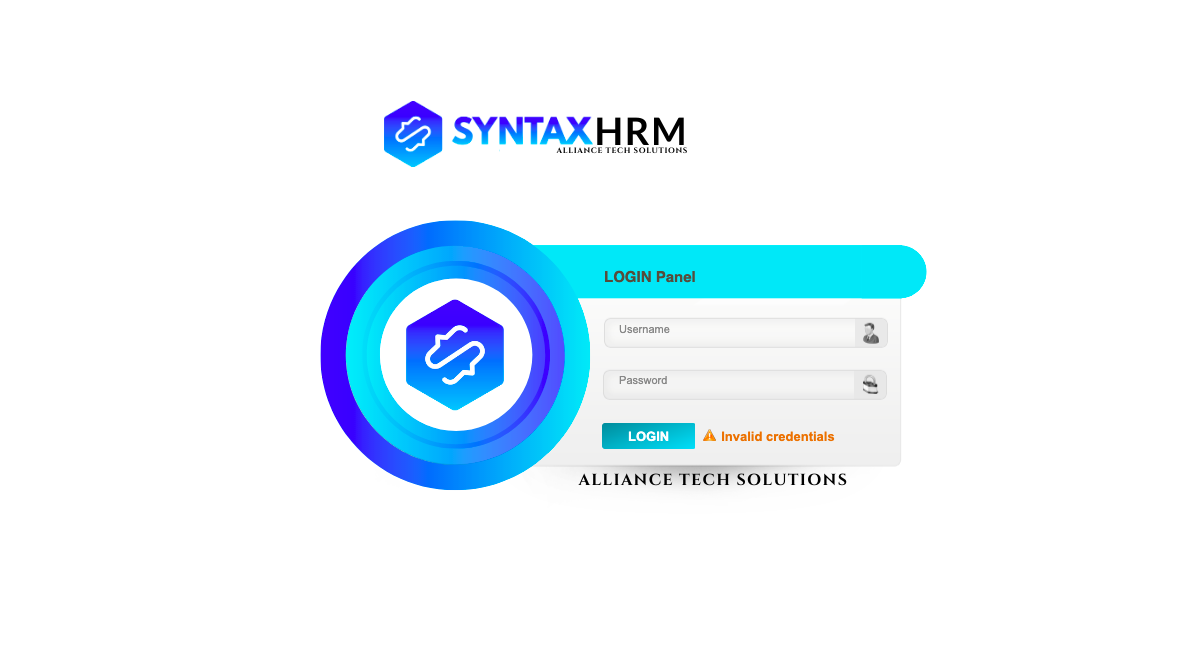 SYNTAXHRM
ALLIANCE TECH SOLUTIONS
LOGIN Panel
Username
Password
LOGIN
Invalid credentials
ALLIANCE TECH SOLUTIONS